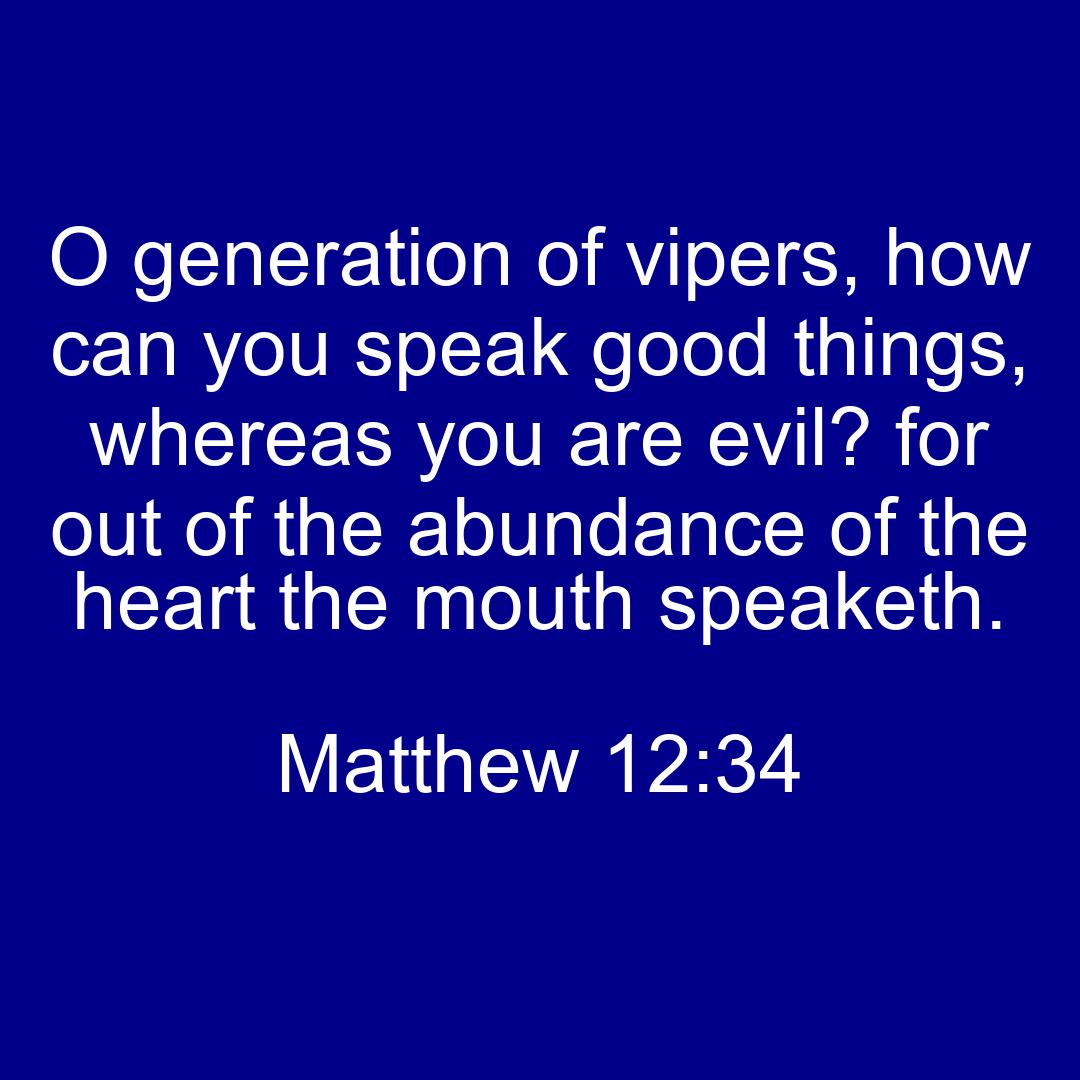 O generation of vipers, how
can you speak good things,
whereas you are evil? for
out of the abundance of the
heart the mouth speaketh.
Matthew 12:34